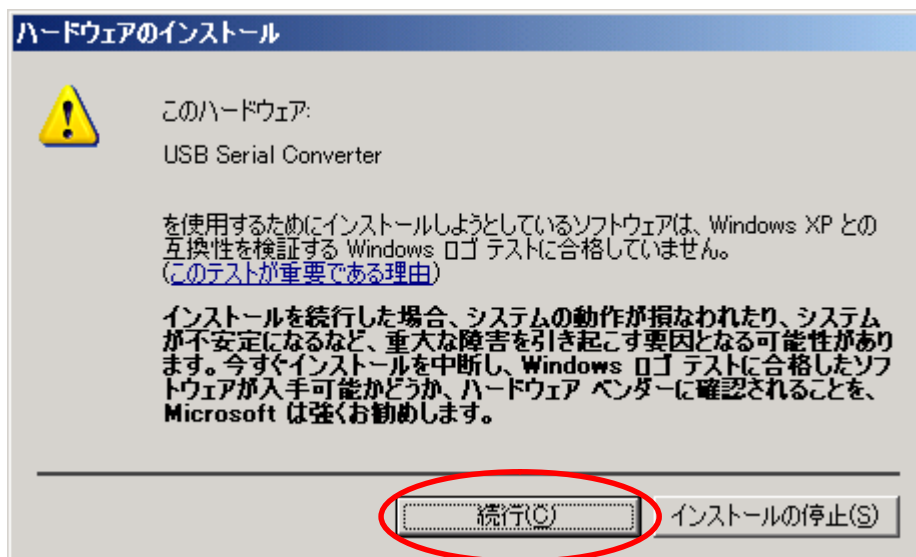 ハードウェアのインストール
このハードウェア:
USB Serial Converter
を使用するためにインストールしようとしているソフトウェアは、Windows XP との
互換性を検証する Windows ロゴ テストに合格していません。
(このテストが重要である理由)
インストールを続行した場合、システムの動作が損なわれたり、システム
が不安定になるなど、重大な障害を引き起こす要因となる可能性があり
ます。今すぐインストールを中断し、Windows ロゴ テストに合格したソフ
トウェアが入手可能かどうか、ハードウェア ベンダーに確認されることを、
Microsoft は強くお勧めします。
続行(C) インストールの停止(S)